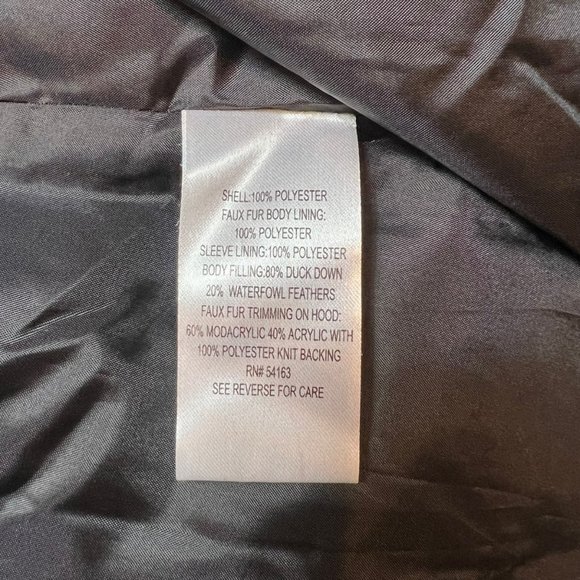 SHELL:100% POLYESTER
FAUX FUR BODY LINING:
100% POLYESTER
SLEEVE LINING:100% POLYESTER
BODY FILLING:80% DUCK DOWN
20% WATERFOWL FEATHERS
FAUX FUR TRIMMING ON HOOD:
60% MODACRYLIC 40% ACRYLIC WITH
100% POLYESTER KNIT BACKING
RN# 54163
SEE REVERSE FOR CARE